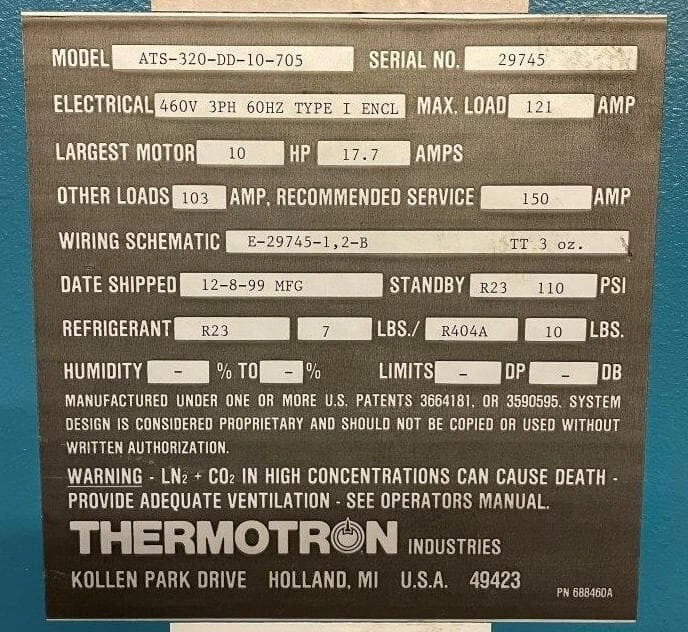 MODEL ATS-320-DD-10-705 SERIAL NO. 29745
ELECTRICAL 460V 3PH 60HZ TYPE I ENCL MAX. LOAD 121 AMP
LARGEST MOTOR 10 HP 17.7 AMPS
OTHER LOADS 103 AMP, RECOMMENDED SERVICE 150 AMP
WIRING SCHEMATIC E-29745-1,2-B TT 3 oz.
DATE SHIPPED 12-8-99 MFG STANDBY R23 110 PSI
REFRIGERANT R23 7 LBS./ R404A 10 LBS.
HUMIDITY - % TO - % LIMITS - DP - DB
MANUFACTURED UNDER ONE OR MORE U.S. PATENTS 3664181, OR 3590595. SYSTEM
DESIGN IS CONSIDERED PROPRIETARY AND SHOULD NOT BE COPIED OR USED WITHOUT
WRITTEN AUTHORIZATION.
WARNING - LN₂ + CO₂ IN HIGH CONCENTRATIONS CAN CAUSE DEATH -
PROVIDE ADEQUATE VENTILATION - SEE OPERATORS MANUAL.
THERMOTRON INDUSTRIES
KOLLEN PARK DRIVE HOLLAND, MI U.S.A. 49423
PN 688460A